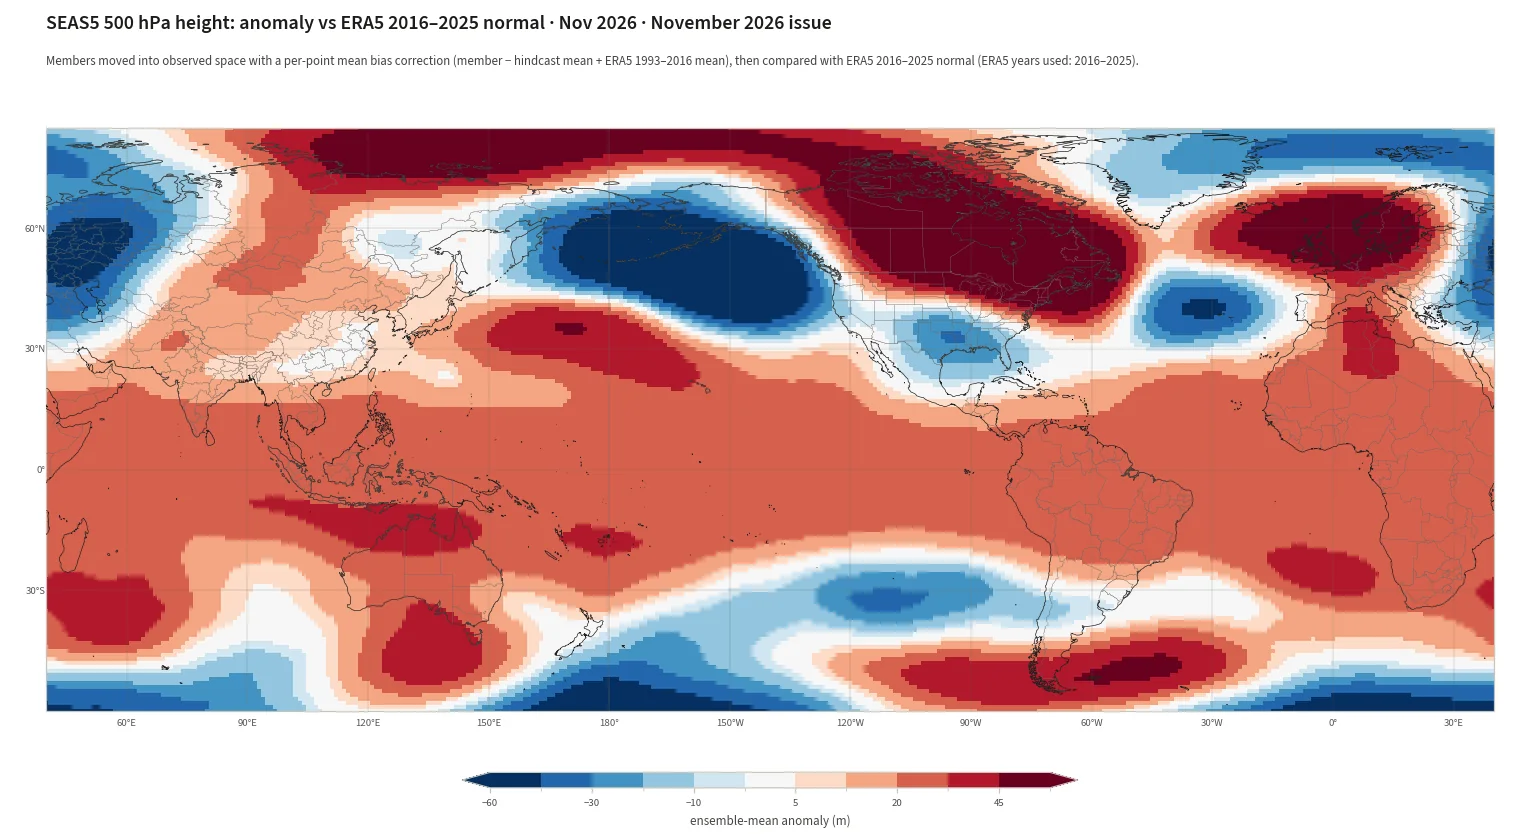 SEAS5 500 hPa height: anomaly vs ERA5 2016–2025 normal · Nov 2026 · November 2026 issue
Members moved into observed space with a per-point mean bias correction (member − hindcast mean + ERA5 1993–2016 mean), then compared with ERA5 2016–2025 normal (ERA5 years used: 2016–2025).
60°N
30°N
0°
30°S
60°E 90°E 120°E 150°E 180° 150°W 120°W 90°W 60°W 30°W 0° 30°E
−60 −30 −10 5 20 45
ensemble-mean anomaly (m)